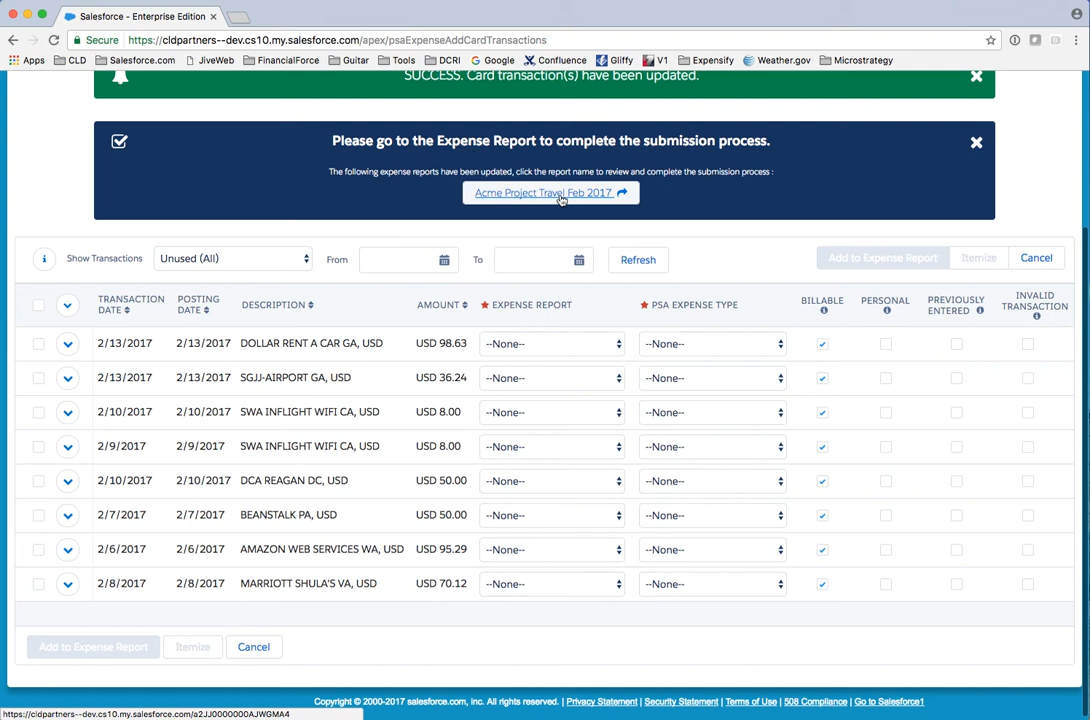 Salesforce - Enterprise Edition
Secure https://cldpartners--dev.cs10.my.salesforce.com/apex/psaExpenseAddCardTransactions
Apps CLD Salesforce.com JiveWeb FinancialForce Guitar Tools DCRI Google Confluence Gliffy V1 Expensify Weather.gov Microstrategy
SUCCESS. Card transaction(s) have been updated.
Please go to the Expense Report to complete the submission process.
The following expense reports have been updated, click the report name to review and complete the submission process :
Acme Project Travel Feb 2017
Show Transactions Unused (All) From To Refresh Add to Expense Report Itemize Cancel
TRANSACTION DATE POSTING DATE DESCRIPTION AMOUNT EXPENSE REPORT PSA EXPENSE TYPE BILLABLE PERSONAL PREVIOUSLY ENTERED INVALID TRANSACTION
2/13/2017 2/13/2017 DOLLAR RENT A CAR GA, USD USD 98.63 --None-- --None--
2/13/2017 2/13/2017 SGJJ-AIRPORT GA, USD USD 36.24 --None-- --None--
2/10/2017 2/10/2017 SWA INFLIGHT WIFI CA, USD USD 8.00 --None-- --None--
2/9/2017 2/9/2017 SWA INFLIGHT WIFI CA, USD USD 8.00 --None-- --None--
2/10/2017 2/10/2017 DCA REAGAN DC, USD USD 50.00 --None-- --None--
2/7/2017 2/7/2017 BEANSTALK PA, USD USD 50.00 --None-- --None--
2/6/2017 2/6/2017 AMAZON WEB SERVICES WA, USD USD 95.29 --None-- --None--
2/8/2017 2/8/2017 MARRIOTT SHULA'S VA, USD USD 70.12 --None-- --None--
Add to Expense Report Itemize Cancel
Copyright © 2000-2017 salesforce.com, inc. All rights reserved. | Privacy Statement | Security Statement | Terms of Use | 508 Compliance | Go to Salesforce1
https://cldpartners--dev.cs10.my.salesforce.com/a2JJ0000000AJWGMA4